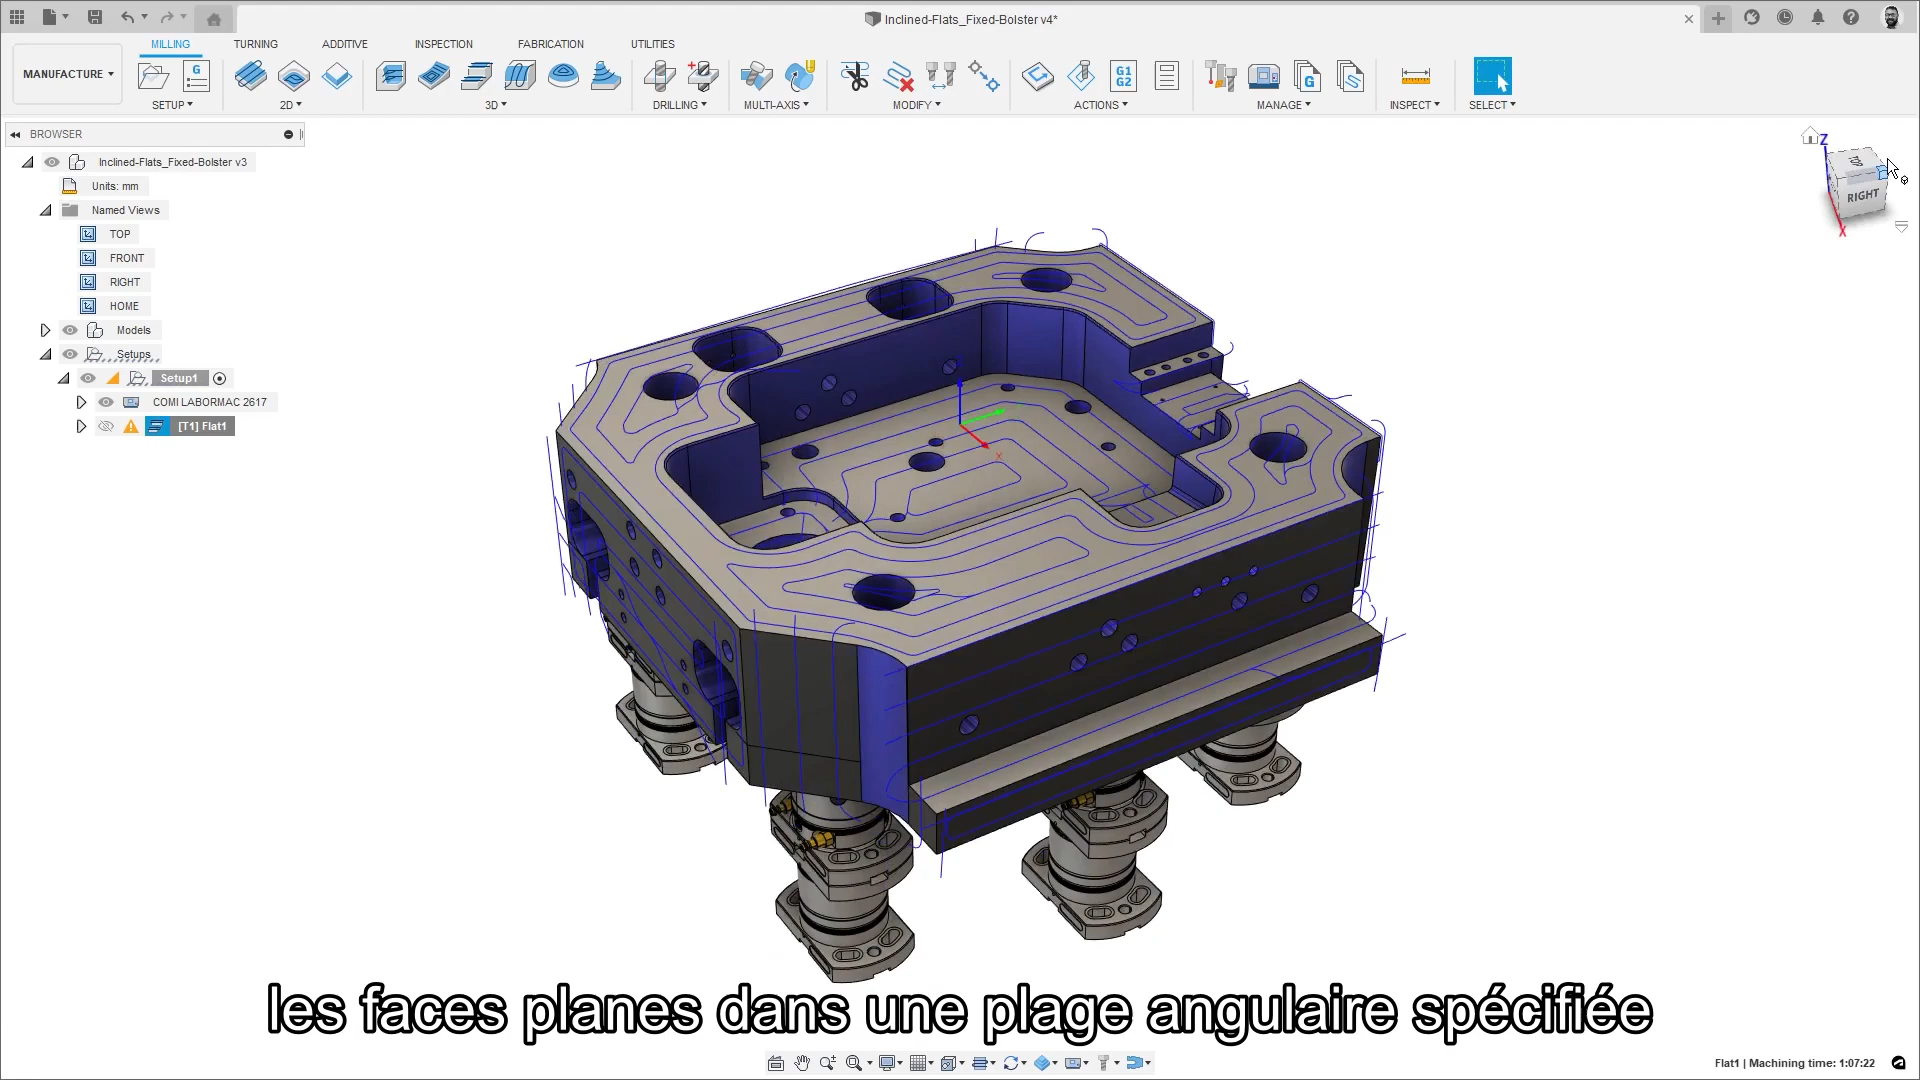 Inclined-Flats_Fixed-Bolster v4*
MILLING TURNING ADDITIVE INSPECTION FABRICATION UTILITIES
MANUFACTURE
G
G1
G2
G
SETUP 2D 3D DRILLING MULTI-AXIS MODIFY ACTIONS MANAGE INSPECT SELECT
BROWSER
Inclined-Flats_Fixed-Bolster v3
Units: mm
Named Views
TOP
FRONT
RIGHT
HOME
Models
Setups
Setup1
COMI LABORMAC 2617
[T1] Flat1
Z
TOP
RIGHT
X
X
les faces planes dans une plage angulaire spécifiée
Flat1 | Machining time: 1:07:22